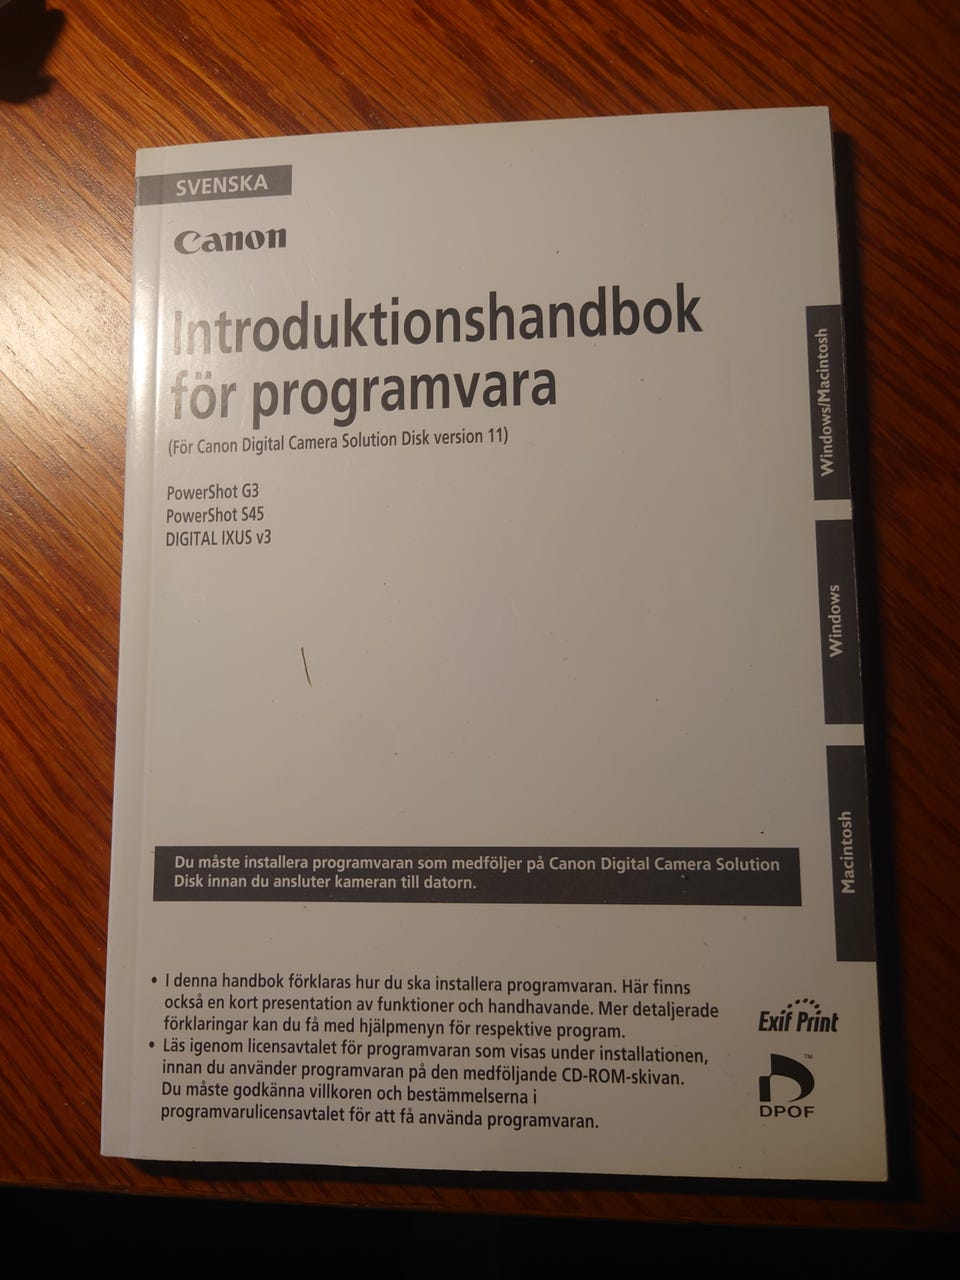 SVENSKA
Canon
Introduktionshandbok
för programvara
(För Canon Digital Camera Solution Disk version 11)
PowerShot G3
PowerShot S45
DIGITAL IXUS v3
Windows/Macintosh
Windows
Macintosh
Du måste installera programvaran som medföljer på Canon Digital Camera Solution
Disk innan du ansluter kameran till datorn.
• I denna handbok förklaras hur du ska installera programvaran. Här finns
också en kort presentation av funktioner och handhavande. Mer detaljerade
förklaringar kan du få med hjälpmenyn för respektive program.
• Läs igenom licensavtalet för programvaran som visas under installationen,
innan du använder programvaran på den medföljande CD-ROM-skivan.
Du måste godkänna villkoren och bestämmelserna i
programvarulicensavtalet för att få använda programvaran.
Exif Print
TM
DPOF